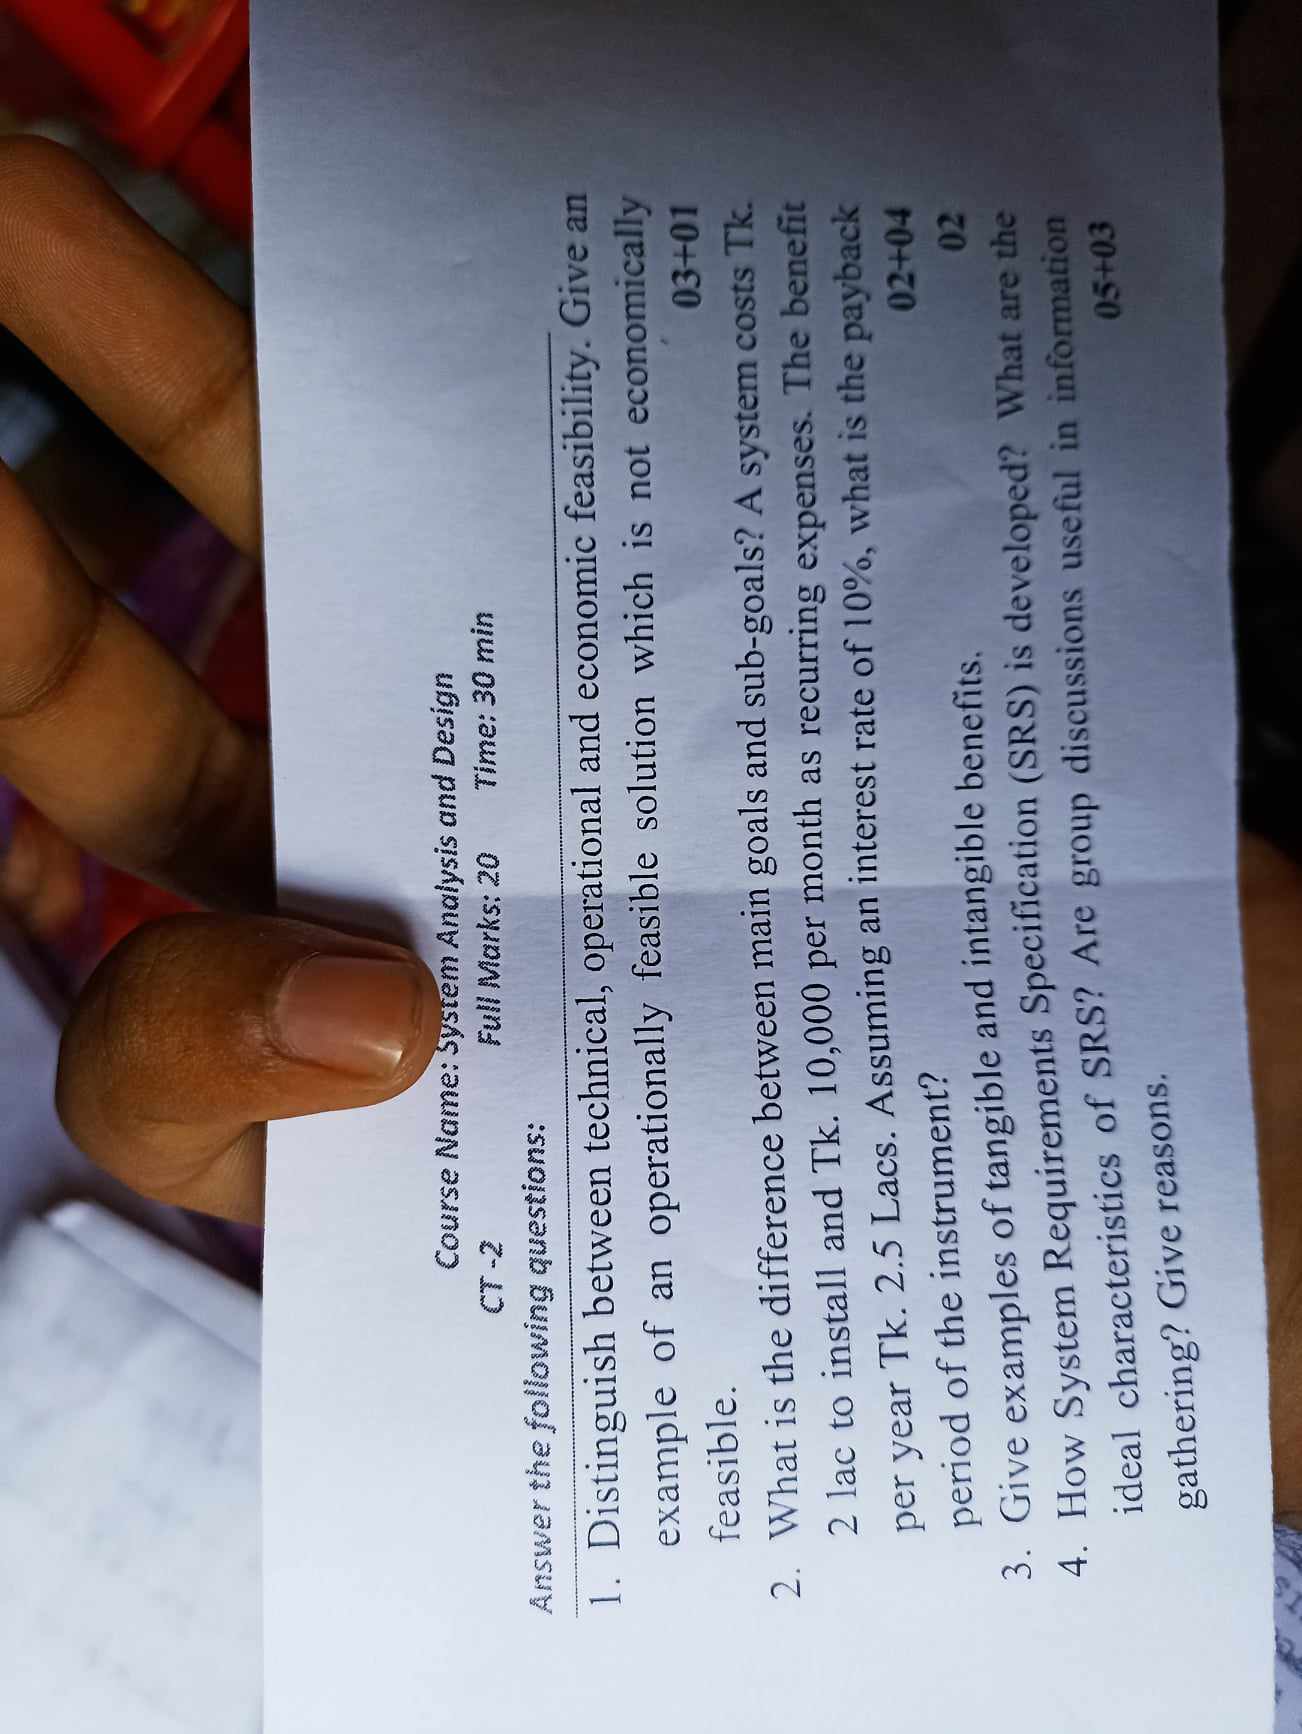 Course Name: System Analysis and Design
CT -2 Full Marks: 20 Time: 30 min
Answer the following questions:
1. Distinguish between technical, operational and economic feasibility. Give an
example of an operationally feasible solution which is not economically
feasible. 03+01
2. What is the difference between main goals and sub-goals? A system costs Tk.
2 lac to install and Tk. 10,000 per month as recurring expenses. The benefit
per year Tk. 2.5 Lacs. Assuming an interest rate of 10%, what is the payback
period of the instrument? 02+04
3. Give examples of tangible and intangible benefits. 02
4. How System Requirements Specification (SRS) is developed? What are the
ideal characteristics of SRS? Are group discussions useful in information
gathering? Give reasons. 05+03